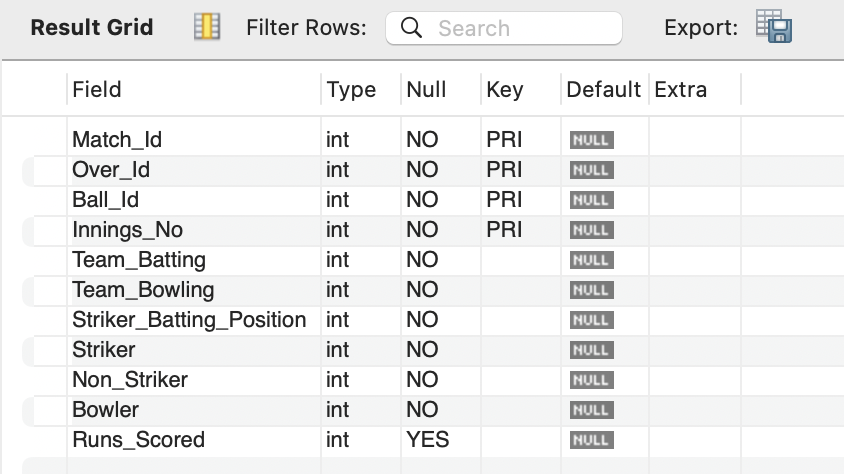 Result Grid Filter Rows: Search Export:
Field Type Null Key Default Extra
Match_Id int NO PRI NULL
Over_Id int NO PRI NULL
Ball_Id int NO PRI NULL
Innings_No int NO PRI NULL
Team_Batting int NO NULL
Team_Bowling int NO NULL
Striker_Batting_Position int NO NULL
Striker int NO NULL
Non_Striker int NO NULL
Bowler int NO NULL
Runs_Scored int YES NULL